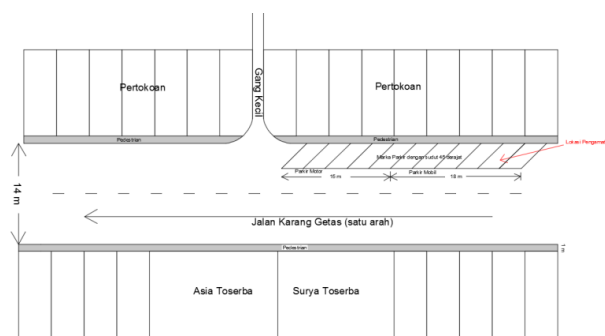 Gang Kecil
Pertokoan
Pertokoan
Pedestrian
Pedestrian
Lokasi Pengamat
Marka Parkir dengan sudut 45 derajat
Parkir Motor
Parkir Mobil
15 m
18 m
14 m
Jalan Karang Getas (satu arah)
Pedestrian
1 m
Asia Toserba
Surya Toserba